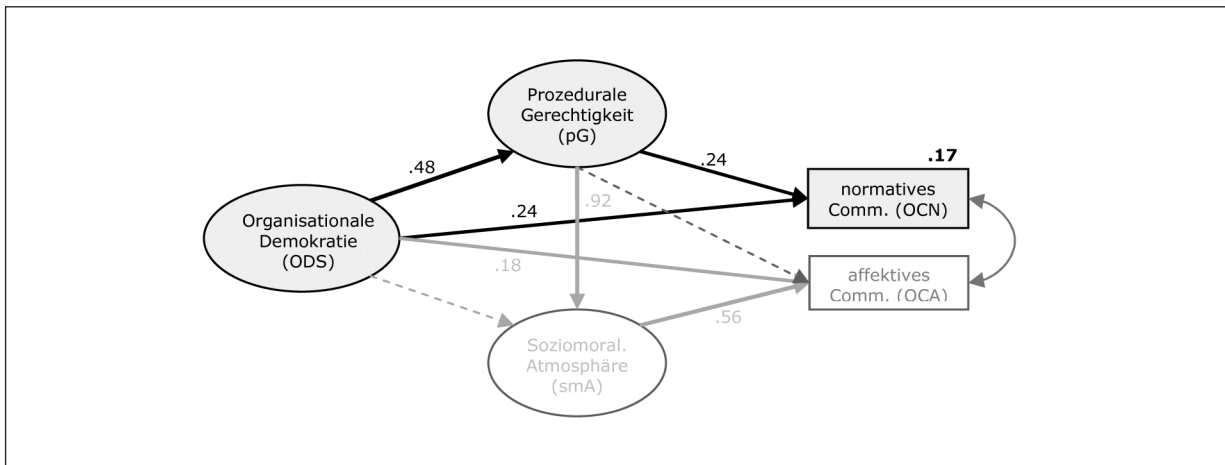 Prozedurale
Gerechtigkeit
(pG)
.48
.24
.17
normatives
Comm. (OCN)
.92
.24
Organisationale
Demokratie
(ODS)
.18
affektives
Comm. (OCA)
.56
Soziomoral.
Atmosphäre
(smA)